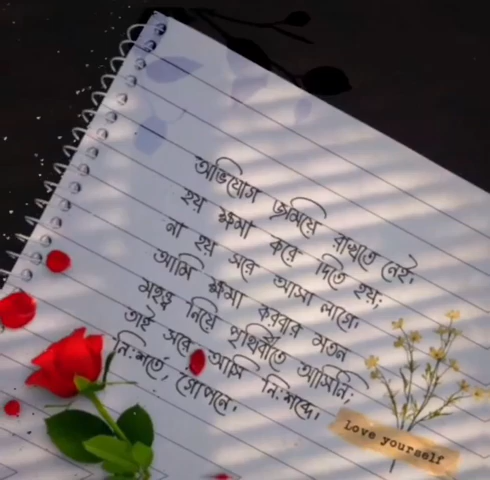 অভিযোগ জমিয়ে রাখতে নেই,
হয় ক্ষমা করে দিতে হয়;
না হয় সরে আসা লাগে।
আমি ক্ষমা করবার মতন
মহত্ত্ব নিয়ে পৃথিবীতে আসিনি;
তাই সরে আসি নিঃশব্দে।
নিঃশর্তে, গোপনে।
Love yourself